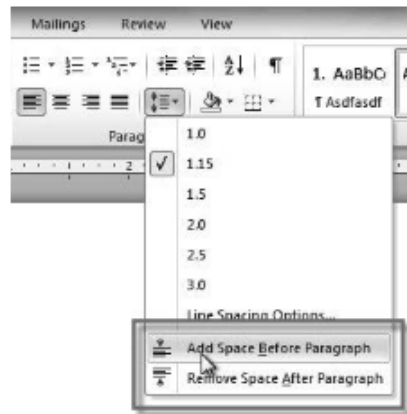 Mailings Review View
1. AaBbC
¶ Asdfasdf
Parag
2
1.0
1.15
1.5
2.0
2.5
3.0
Line Spacing Options...
Add Space Before Paragraph
Remove Space After Paragraph